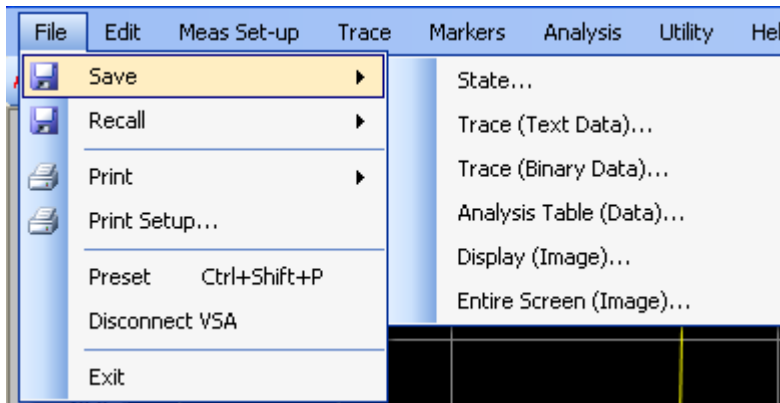 File Edit Meas Set-up Trace Markers Analysis Utility
Save
Recall
Print
Print Setup...
Preset Ctrl+Shift+P
Disconnect VSA
Exit
State...
Trace (Text Data)...
Trace (Binary Data)...
Analysis Table (Data)...
Display (Image)...
Entire Screen (Image)...